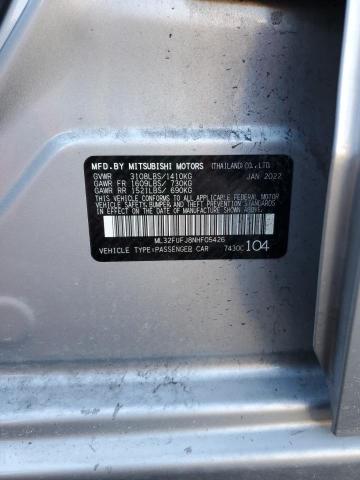 MFD.BY MITSUBISHI MOTORS (THAILAND) CO.,LTD.
GVWR 3108LBS/1410KG JAN 2022
GAWR FR 1609LBS/ 730KG
GAWR RR 1521LBS/ 690KG
THIS VEHICLE CONFORMS TO ALL APPLICABLE
FEDERAL MOTOR VEHICLE SAFETY,
BUMPER,AND THEFT PREVENTION STANDARDS
IN EFFECT ON THE DATE OF MANUFACTURE
SHOWN ABOVE.
ML32FUFJ8NHF05426
VEHICLE TYPE:PASSENGER CAR 7430C 104